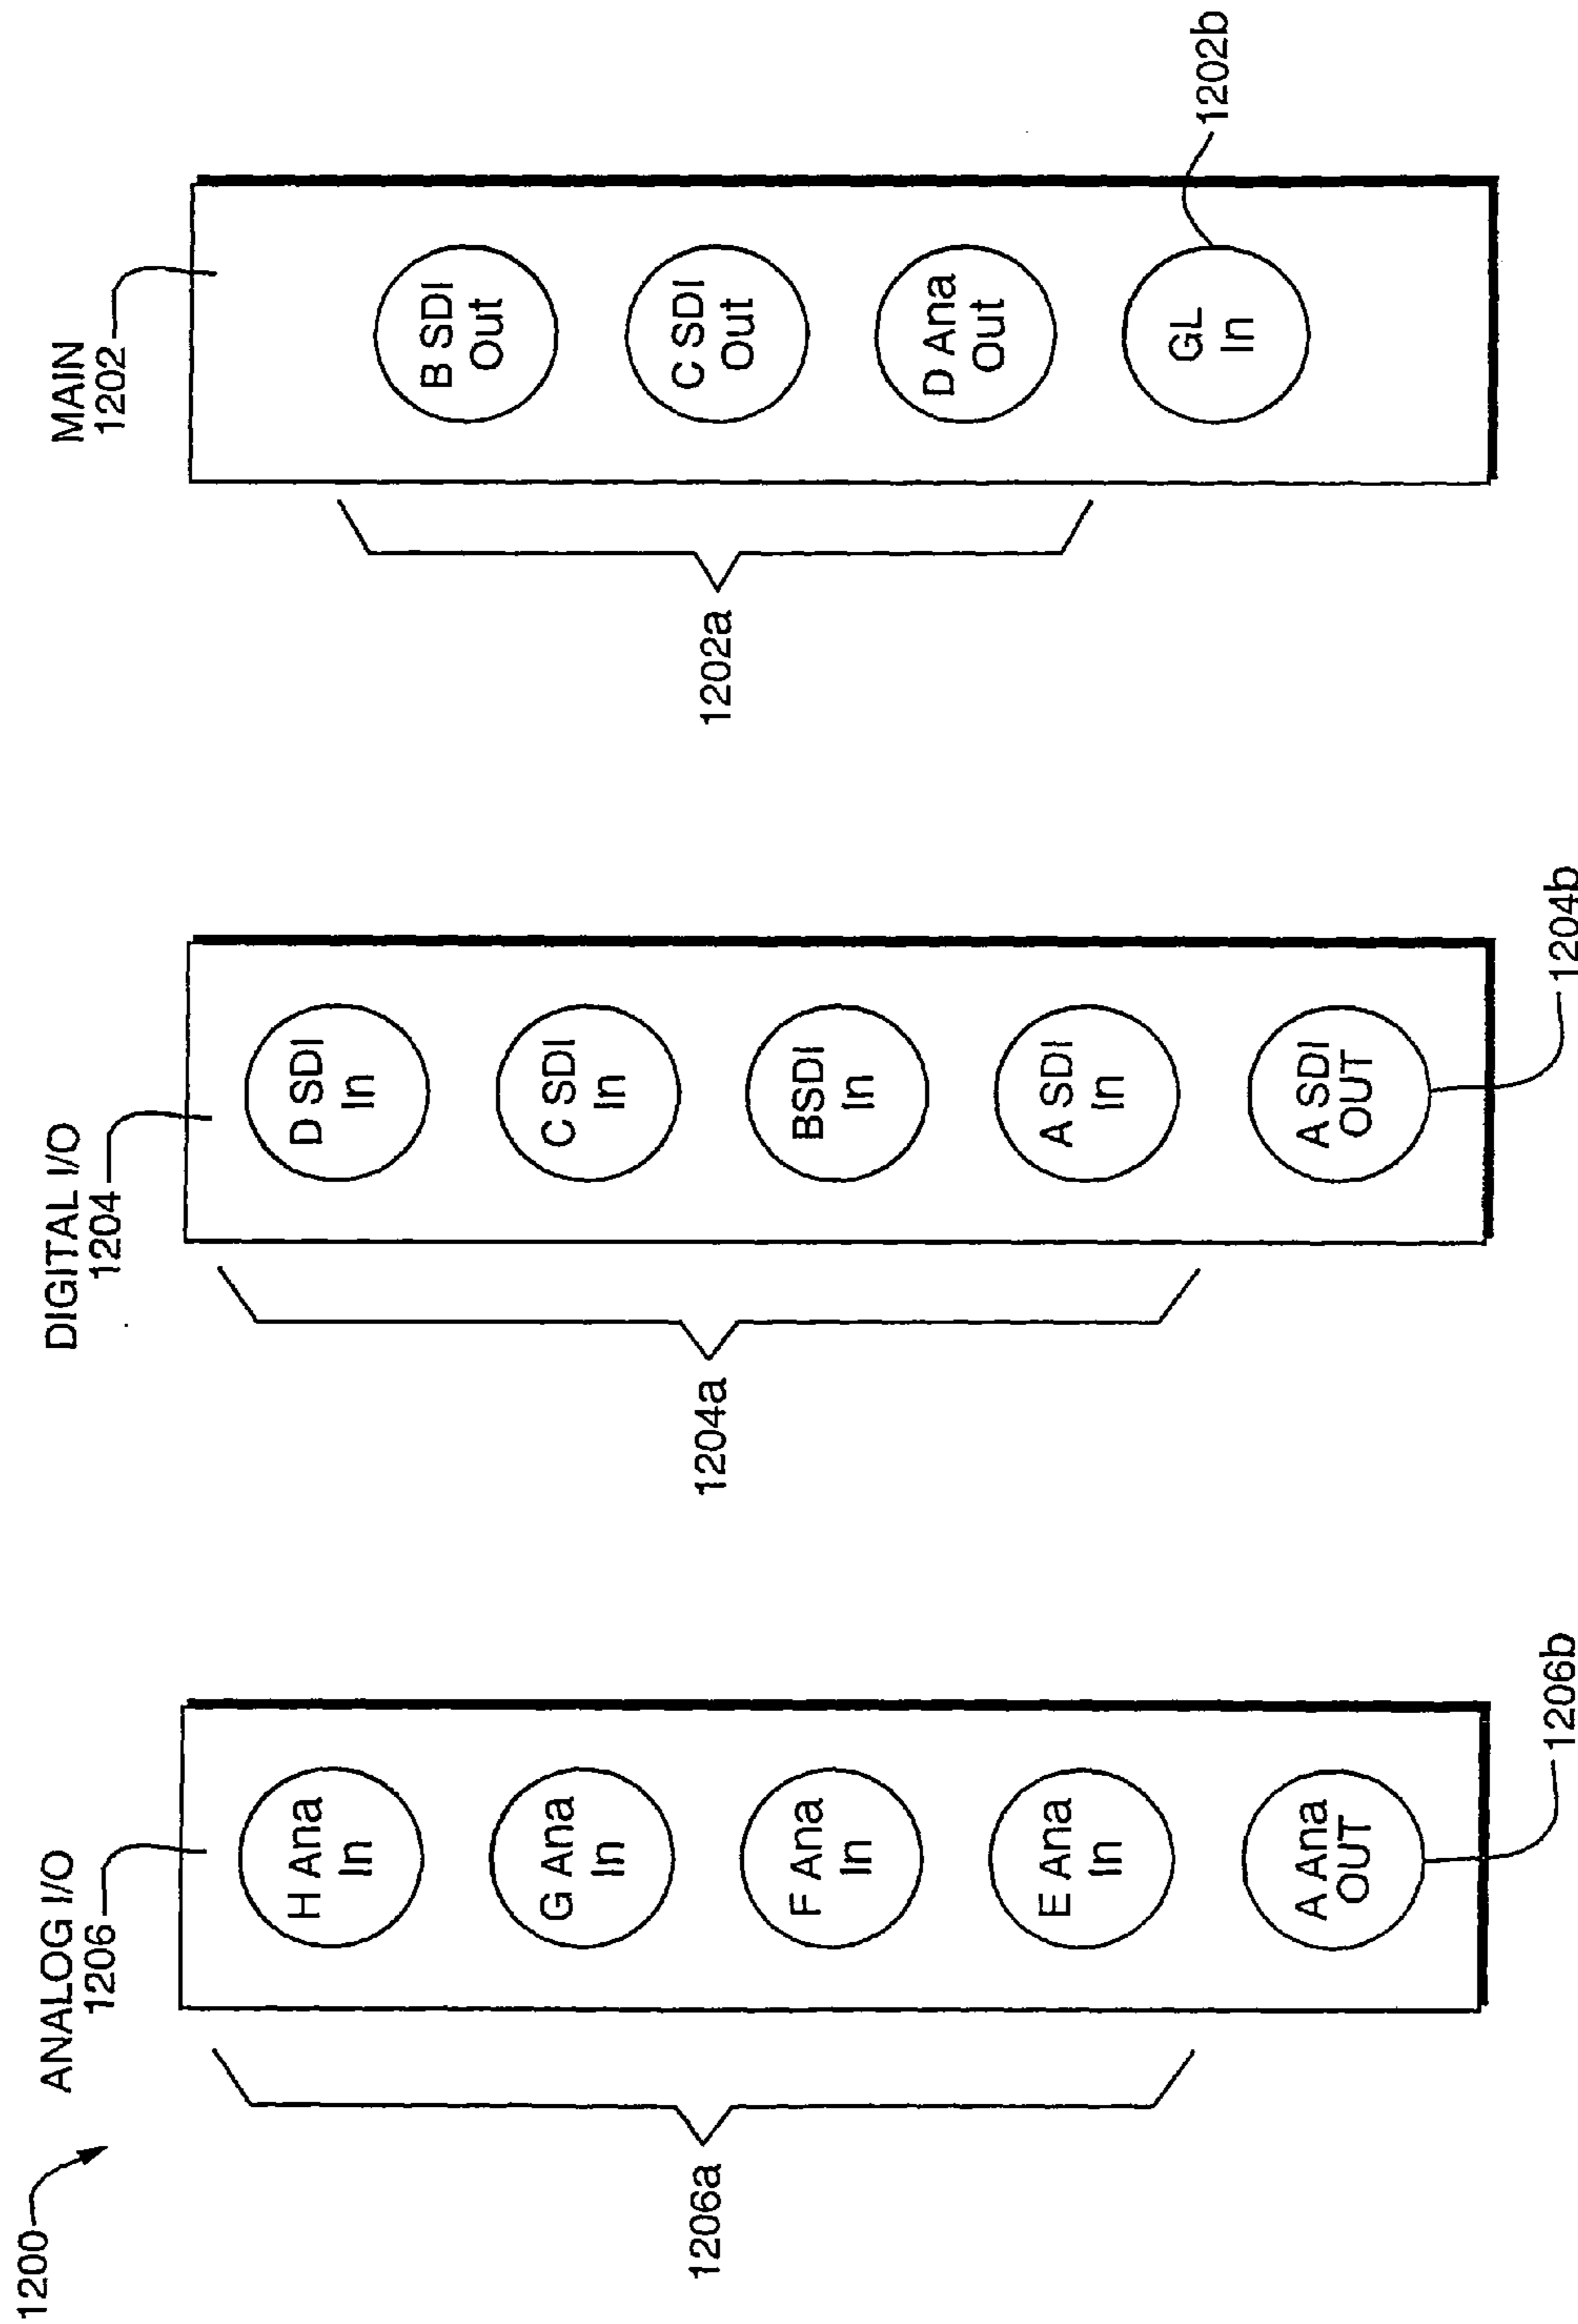 1200
ANALOG I/O
1206
H Ana
In
G Ana
In
F Ana
In
E Ana
In
A Ana
OUT
1206a
1206b
DIGITAL I/O
1204
D SDI
In
C SDI
In
BSDI
In
A SDI
In
A SDI
OUT
1204a
1204b
MAIN
1202
B SDI
Out
C SDI
Out
D Ana
Out
GL
In
1202a
1202b